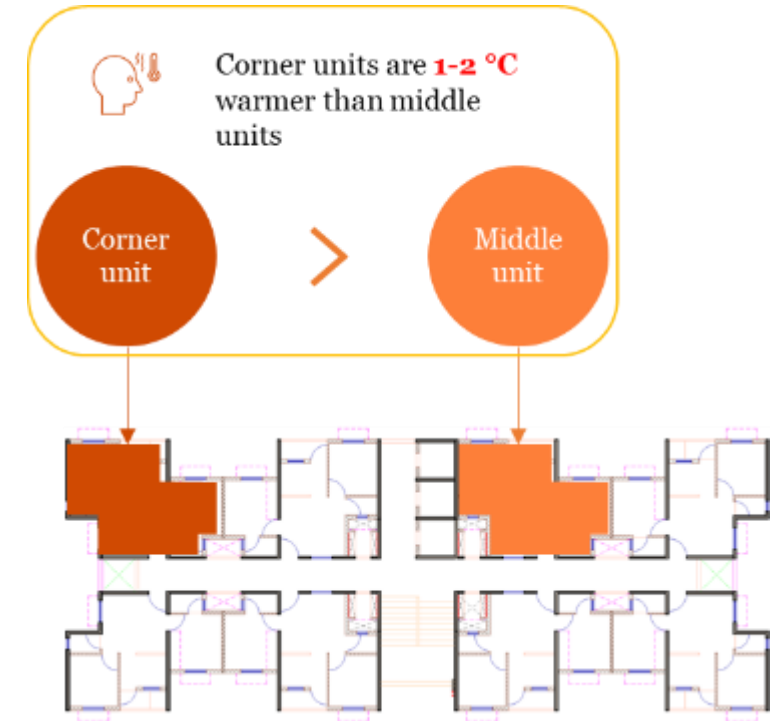 Corner units are 1-2 °C
warmer than middle
units
Corner
unit
>
Middle
unit